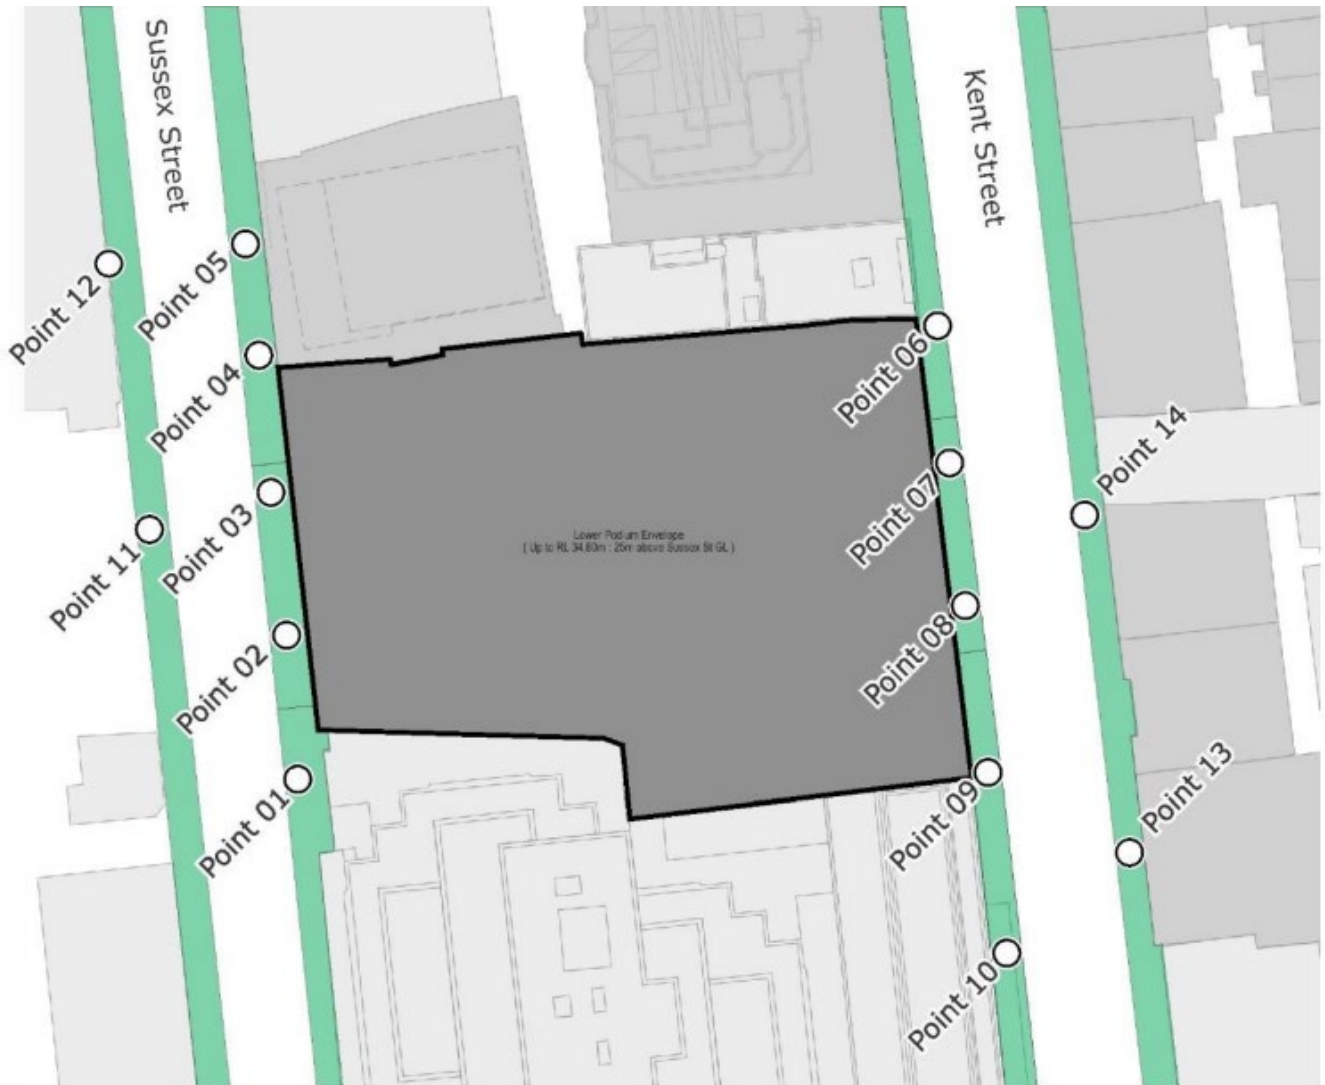 Sussex Street
Kent Street
Point 12
Point 05
Point 04
Point 06
Point 14
Point 03
Point 07
Point 11
Lower Podium Envelope
( Up to RL 34.60m : 25m above Sussex St GL )
Point 02
Point 08
Point 01
Point 09
Point 13
Point 10